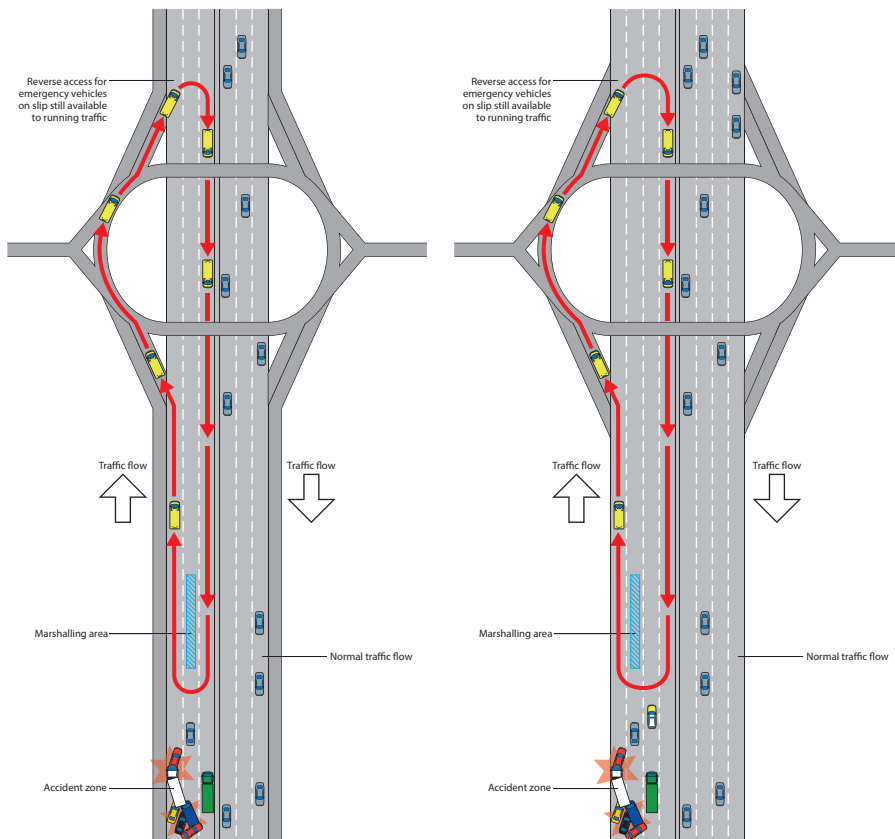 Reverse access for
emergency vehicles
on slip still available
to running traffic
Traffic flow
Traffic flow
Marshalling area
Normal traffic flow
Accident zone
Reverse access for
emergency vehicles
on slip still available
to running traffic
Traffic flow
Traffic flow
Marshalling area
Normal traffic flow
Accident zone